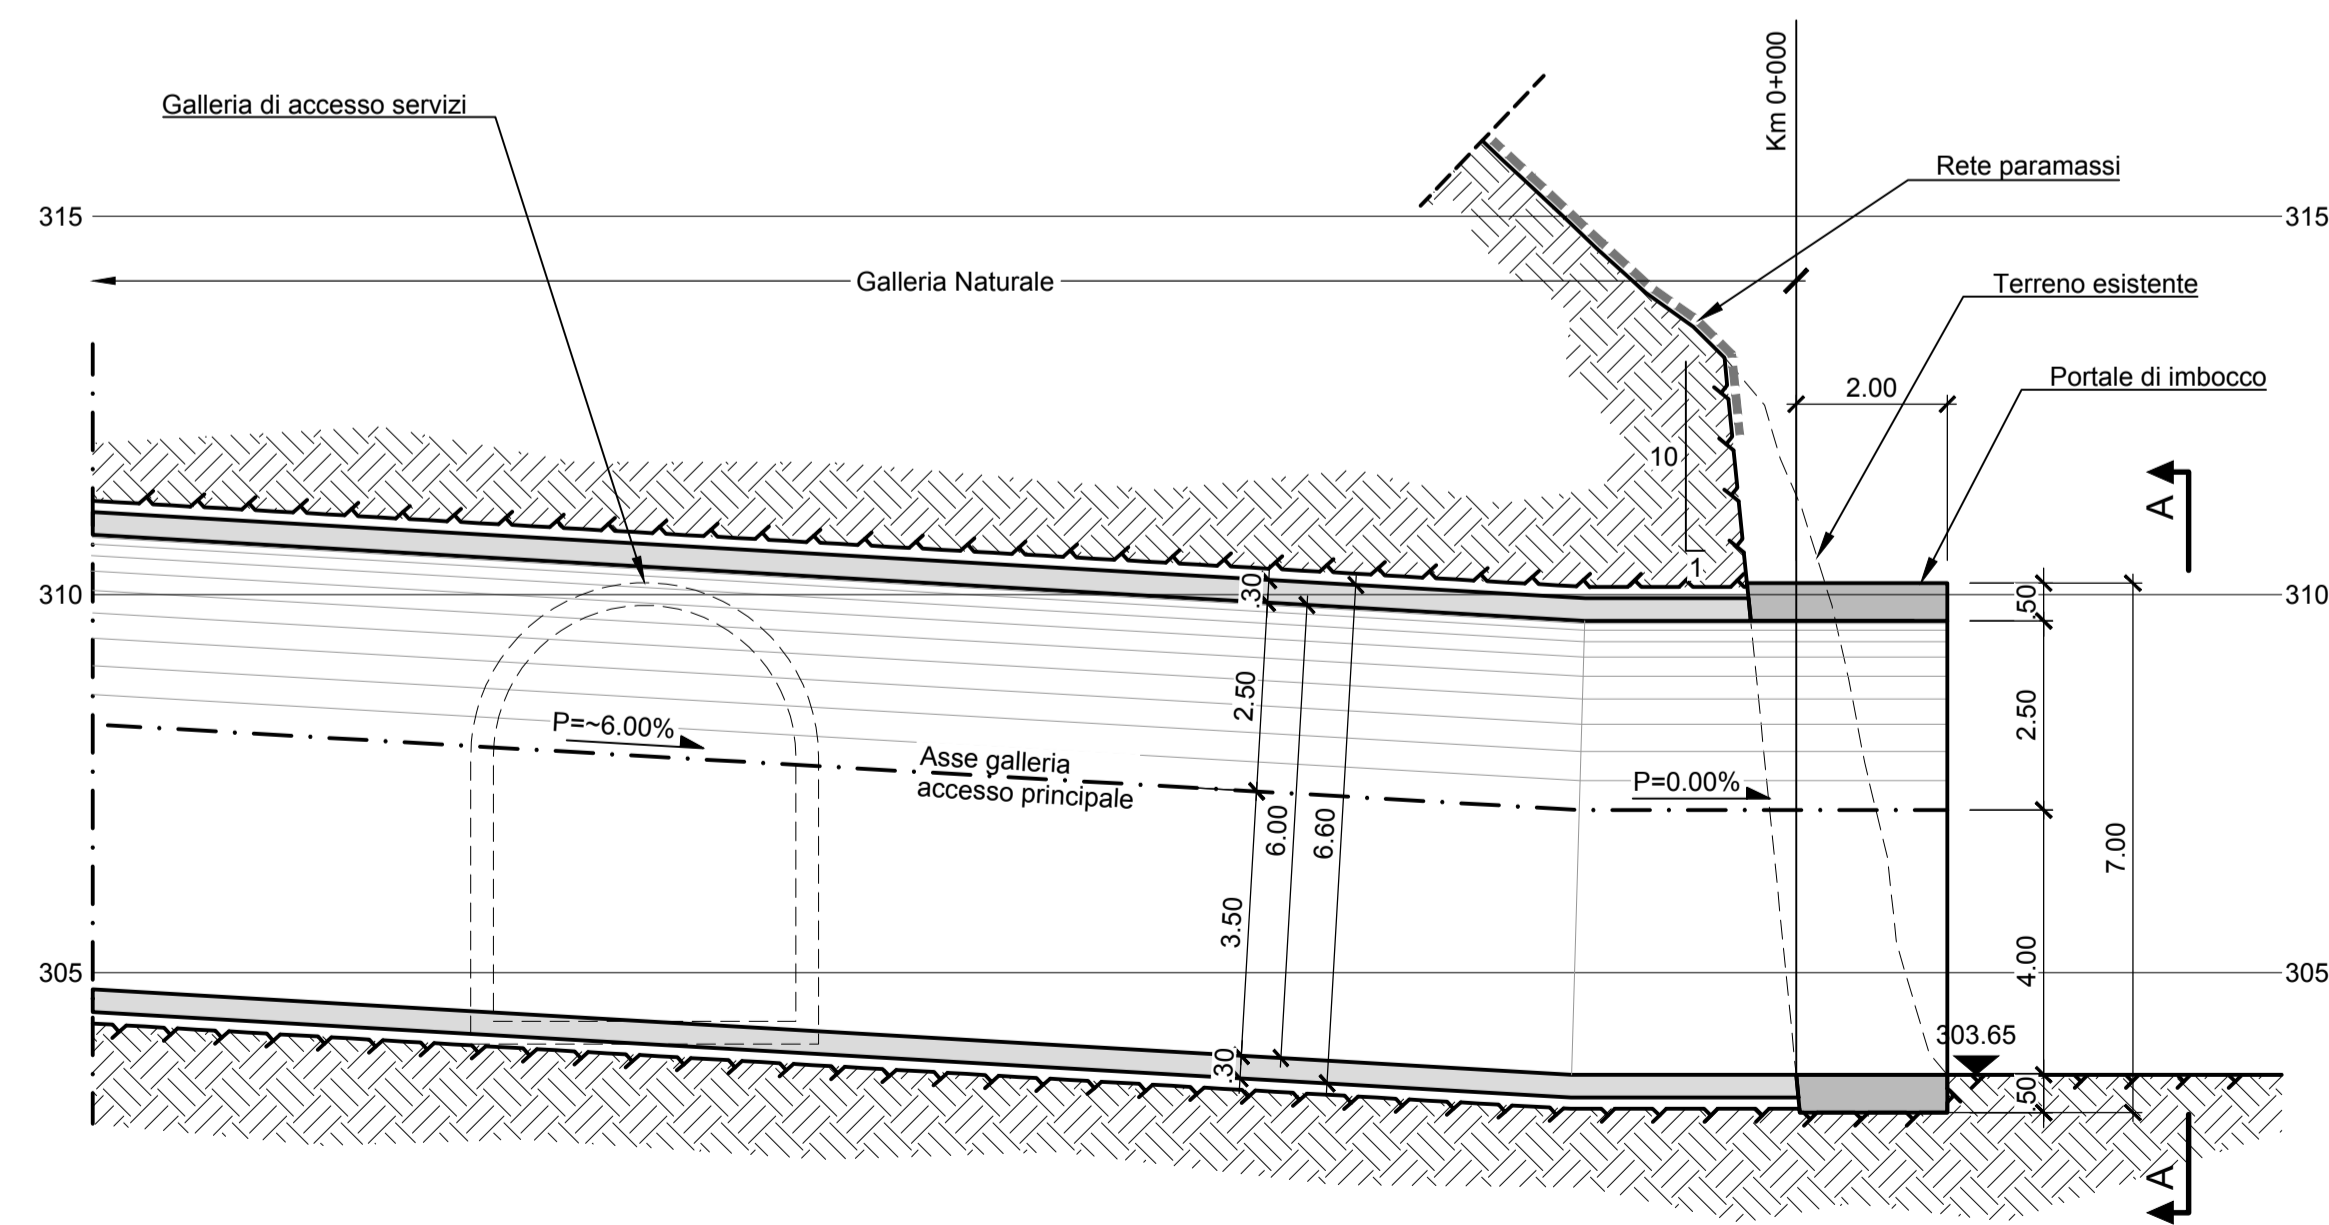 Km 0+000
Galleria di accesso servizi
Rete paramassi
315
315
Galleria Naturale
Terreno esistente
Portale di imbocco
2.00
10
1
A
310
310
.30
.50
2.50
2.50
P=~6.00%
Asse galleria
accesso principale
P=0.00%
6.00
6.60
7.00
3.50
4.00
305
305
303.65
.30
.50
A